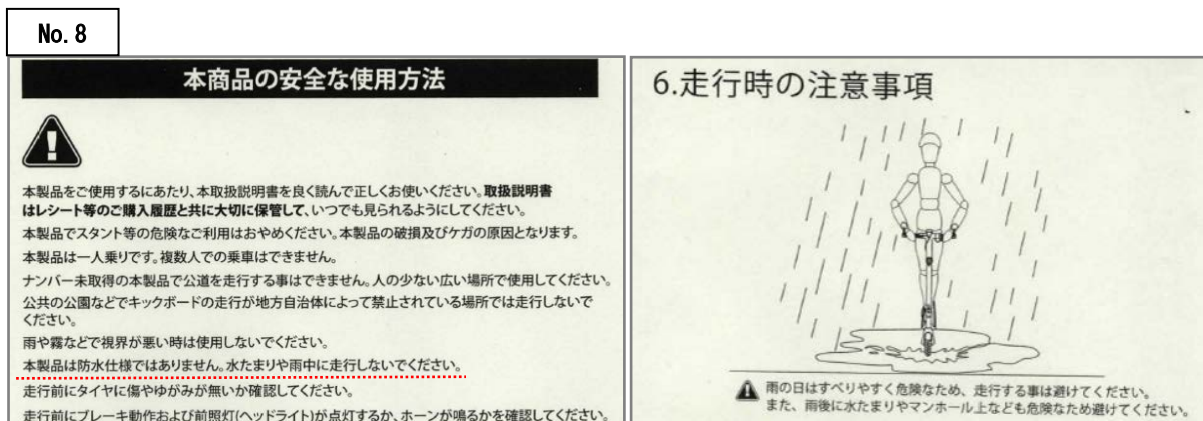 No. 8
本商品の安全な使用方法
本製品をご使用するにあたり、本取扱説明書を良く読んで正しくお使いください。取扱説明書
はレシート等のご購入履歴と共に大切に保管して、いつでも見られるようにしてください。
本製品でスタント等の危険なご利用はおやめください。本製品の破損及びケガの原因となります。
本製品は一人乗りです。複数人での乗車はできません。
ナンバー未取得の本製品で公道を走行する事はできません。人の少ない広い場所で使用してください。
公共の公園などでキックボードの走行が地方自治体によって禁止されている場所では走行しないで
ください。
雨や霧などで視界が悪い時は使用しないでください。
本製品は防水仕様ではありません。水たまりや雨中に走行しないでください。
走行前にタイヤに傷やゆがみが無いか確認してください。
走行前にブレーキ動作および前照灯(ヘッドライト)が点灯するか、ホーンが鳴るかを確認してください。
6.走行時の注意事項
雨の日はすべりやすく危険なため、走行する事は避けてください。
また、雨後に水たまりやマンホール上なども危険なため避けてください。